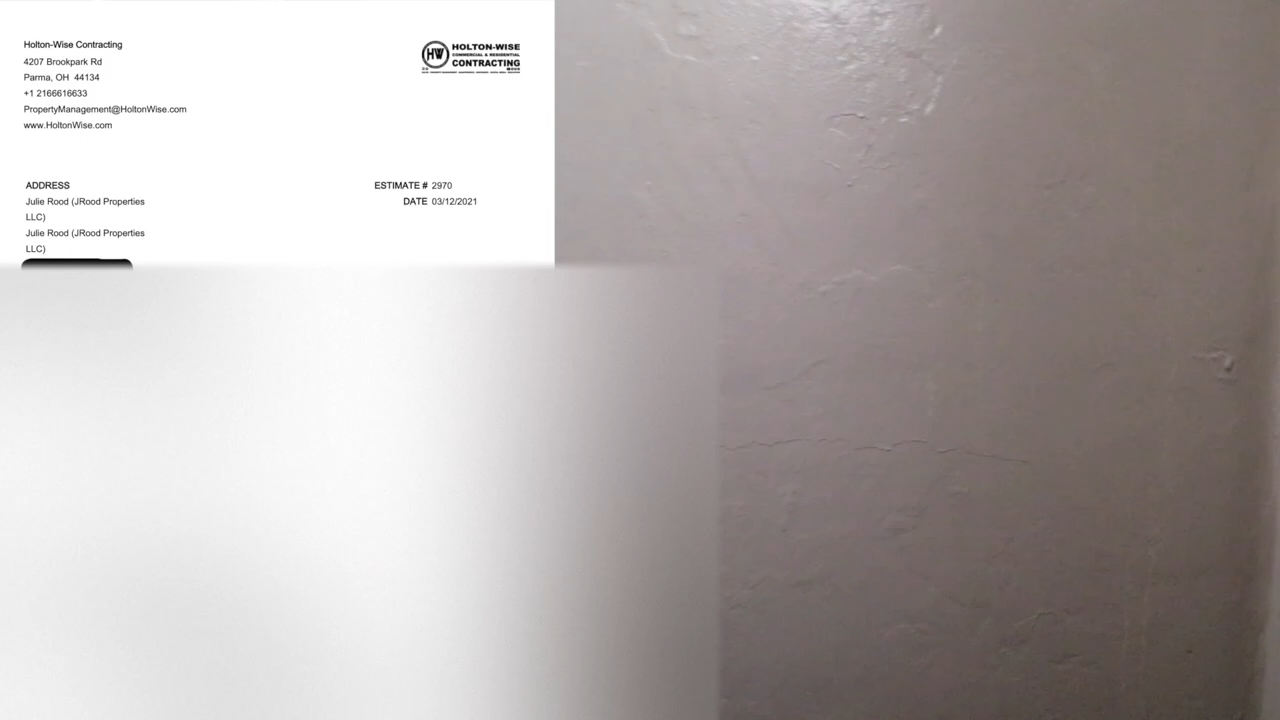 Holton-Wise Contracting
4207 Brookpark Rd
Parma, OH 44134
+1 2166616633
PropertyManagement@HoltonWise.com
www.HoltonWise.com
HW
HOLTON-WISE
COMMERCIAL & RESIDENTIAL
CONTRACTING
ADDRESS
Julie Rood (JRood Properties
LLC)
Julie Rood (JRood Properties
LLC)
ESTIMATE # 2970
DATE 03/12/2021